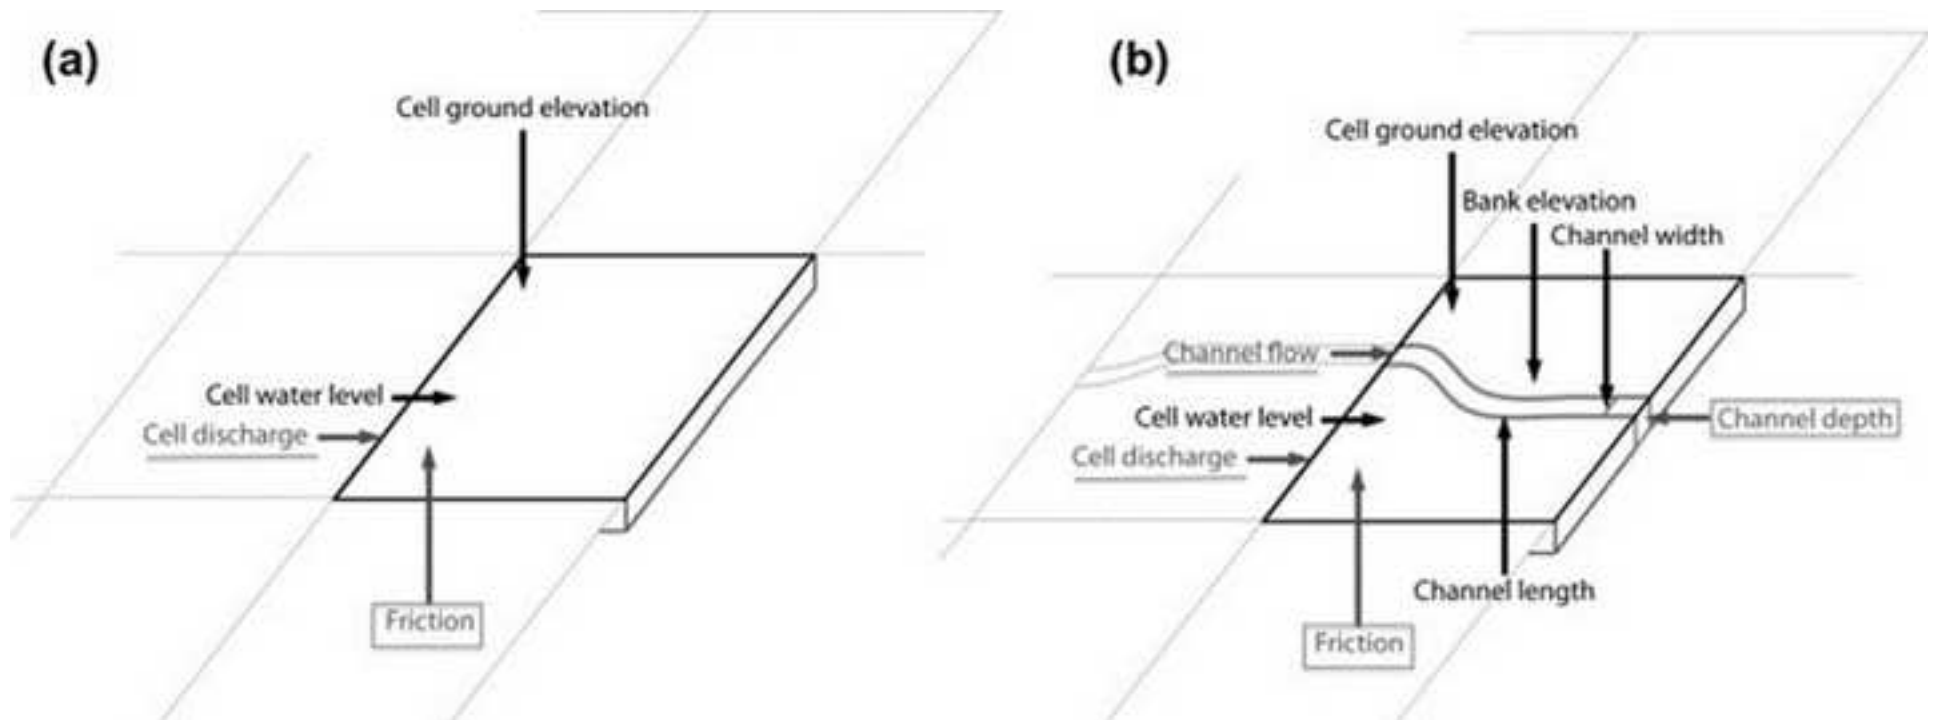 (a)
Cell ground elevation
Cell water level
Cell discharge
Friction
(b)
Cell ground elevation
Bank elevation
Channel width
Channel flow
Cell water level
Channel depth
Cell discharge
Channel length
Friction